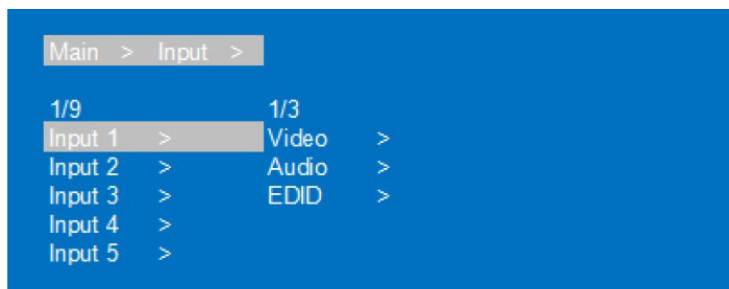 Main > Input >
1/9 1/3
Input 1 > Video >
Input 2 > Audio >
Input 3 > EDID >
Input 4 >
Input 5 >